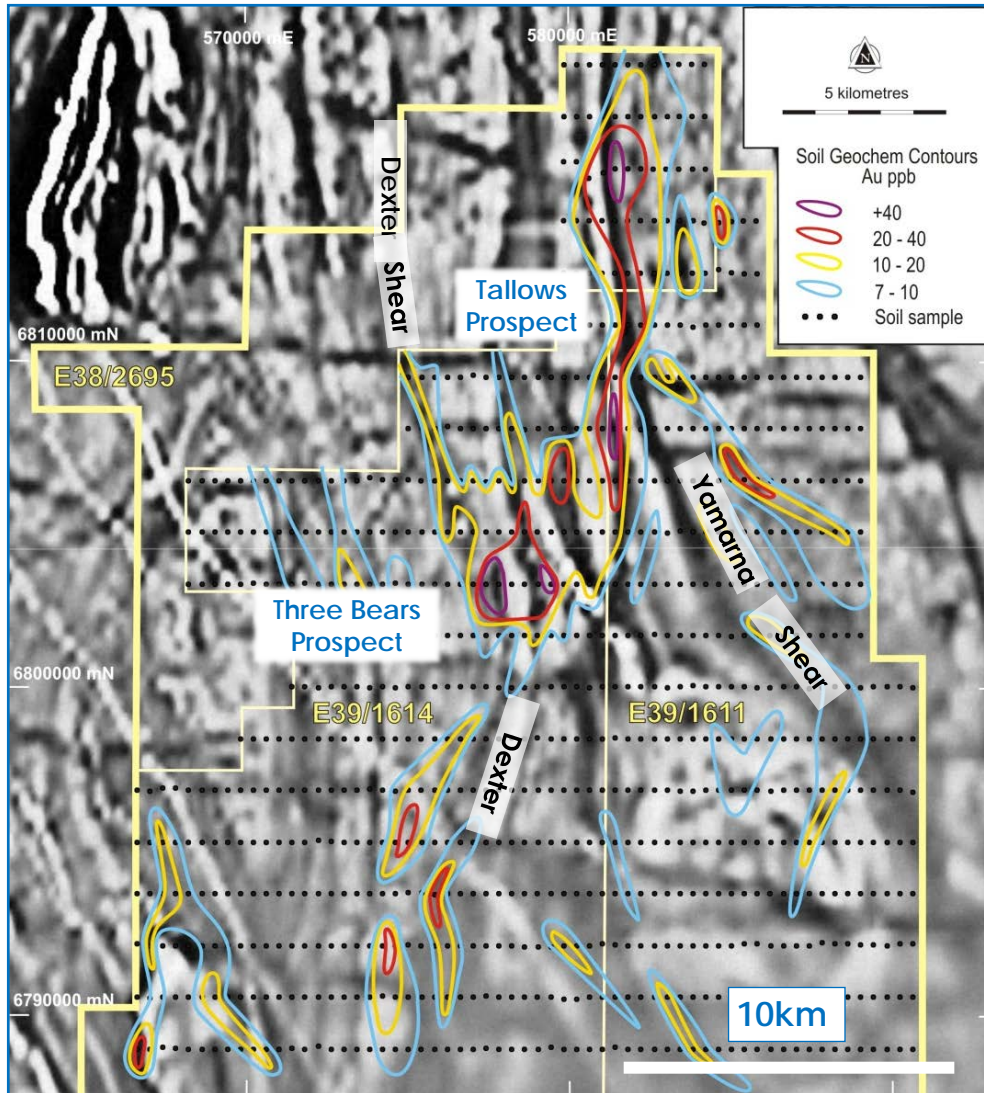 570000 mE
580000 mE
N
5 kilometres
Soil Geochem Contours
Au ppb
+40
20 - 40
10 - 20
7 - 10
Soil sample
Dexter Shear
Tallows
Prospect
6810000 mN
E38/2695
Yamarna
Shear
Three Bears
Prospect
6800000 mN
E39/1614
E39/1611
Dexter
6790000 mN
10km